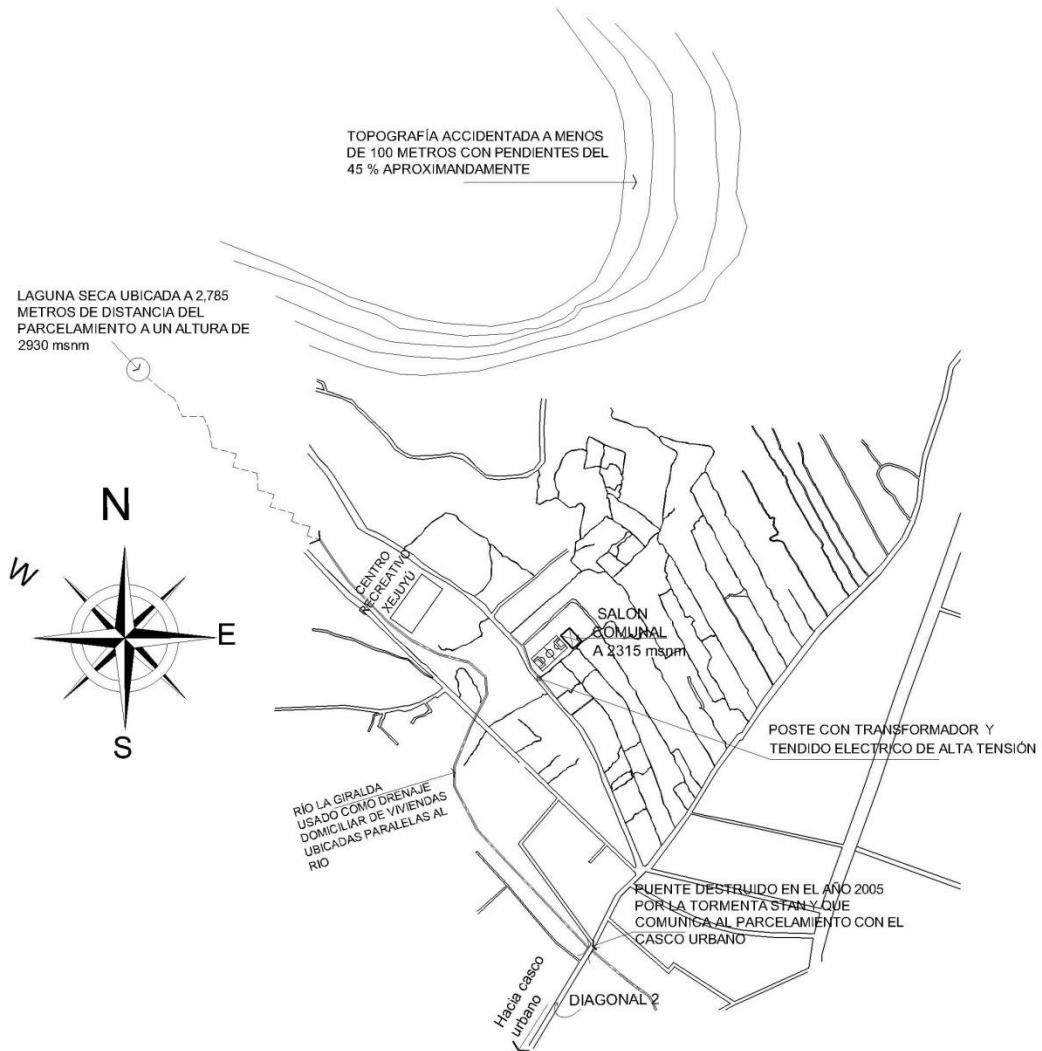 TOPOGRAFÍA ACCIDENTADA A MENOS
DE 100 METROS CON PENDIENTES DEL
45 % APROXIMANDAMENTE
LAGUNA SECA UBICADA A 2,785
METROS DE DISTANCIA DEL
PARCELAMIENTO A UN ALTURA DE
2930 msnm
N
W
E
S
CENTRO
RECREATIVO
XEJUYÚ
SALON
COMUNAL
A 2315 msnm
POSTE CON TRANSFORMADOR Y
TENDIDO ELECTRICO DE ALTA TENSIÓN
RÍO LA GIRALDA
USADO COMO DRENAJE
DOMICILIAR DE VIVIENDAS
UBICADAS PARALELAS AL
RIO
PUENTE DESTRUIDO EN EL AÑO 2005
POR LA TORMENTA STAN Y QUE
COMUNICA AL PARCELAMIENTO CON EL
CASCO URBANO
Hacia casco
urbano
DIAGONAL 2